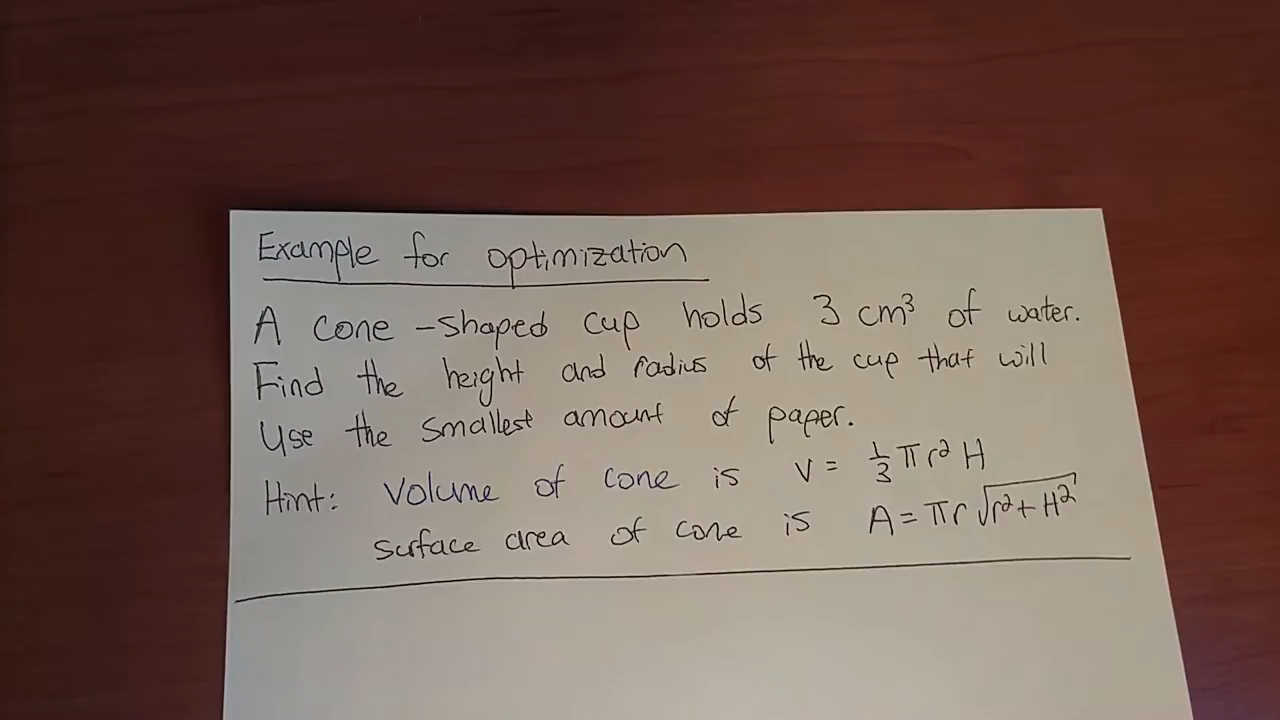 Example for optimization
A cone-shaped cup holds 3 cm³ of water.
Find the height and radius of the cup that will
Use the smallest amount of paper.
Hint: Volume of cone is V = 1/3 πr² H
surface area of cone is A = πr √(r² + H²)